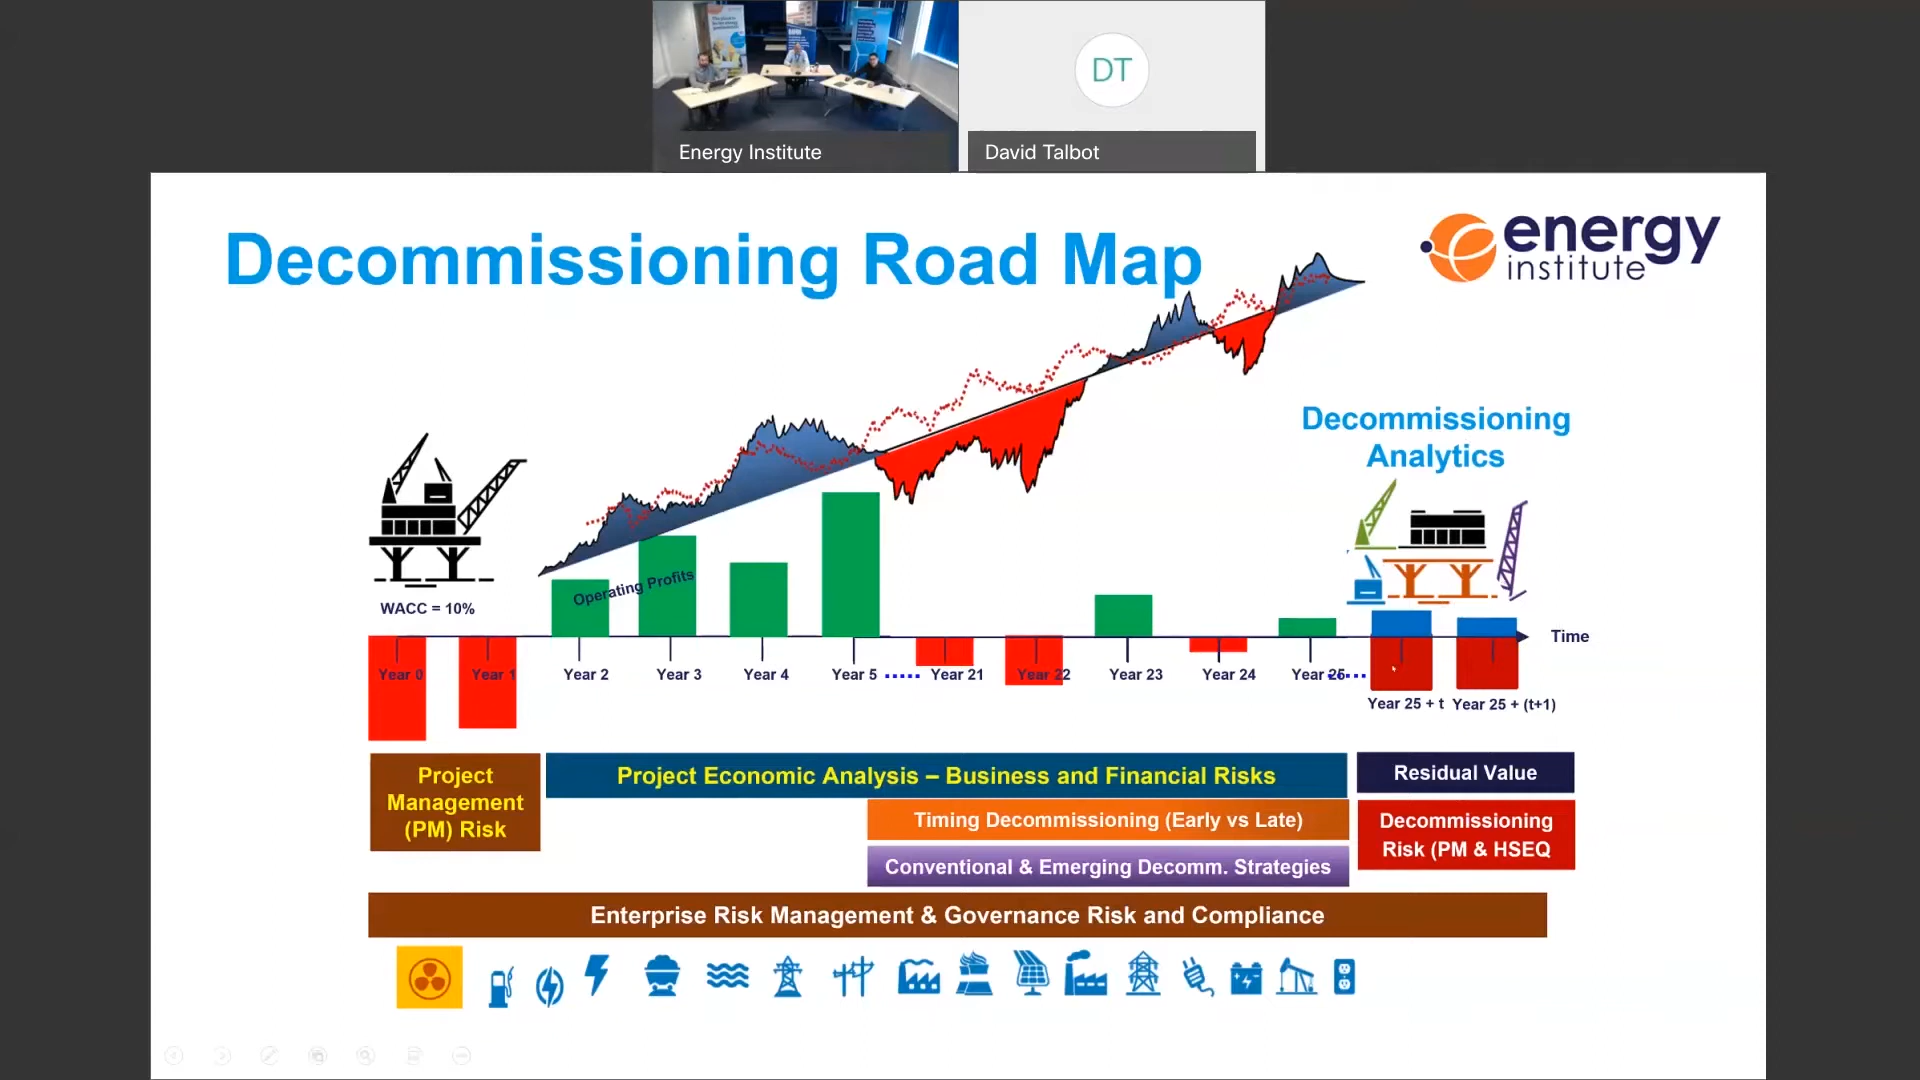 DT
Energy Institute
David Talbot
Decommissioning Road Map
energy
institute
Decommissioning
Analytics
Operating Profits
WACC = 10%
Time
Year 0
Year 1
Year 2
Year 3
Year 4
Year 5
Year 21
Year 22
Year 23
Year 24
Year 25
Year 25 + t
Year 25 + (t+1)
Project
Management
(PM) Risk
Project Economic Analysis – Business and Financial Risks
Residual Value
Timing Decommissioning (Early vs Late)
Decommissioning
Risk (PM & HSEQ
Conventional & Emerging Decomm. Strategies
Enterprise Risk Management & Governance Risk and Compliance